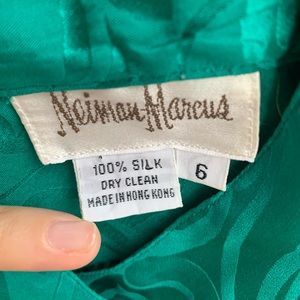 Neiman-Marcus
100% SILK
DRY CLEAN
MADE IN HONG KONG
6